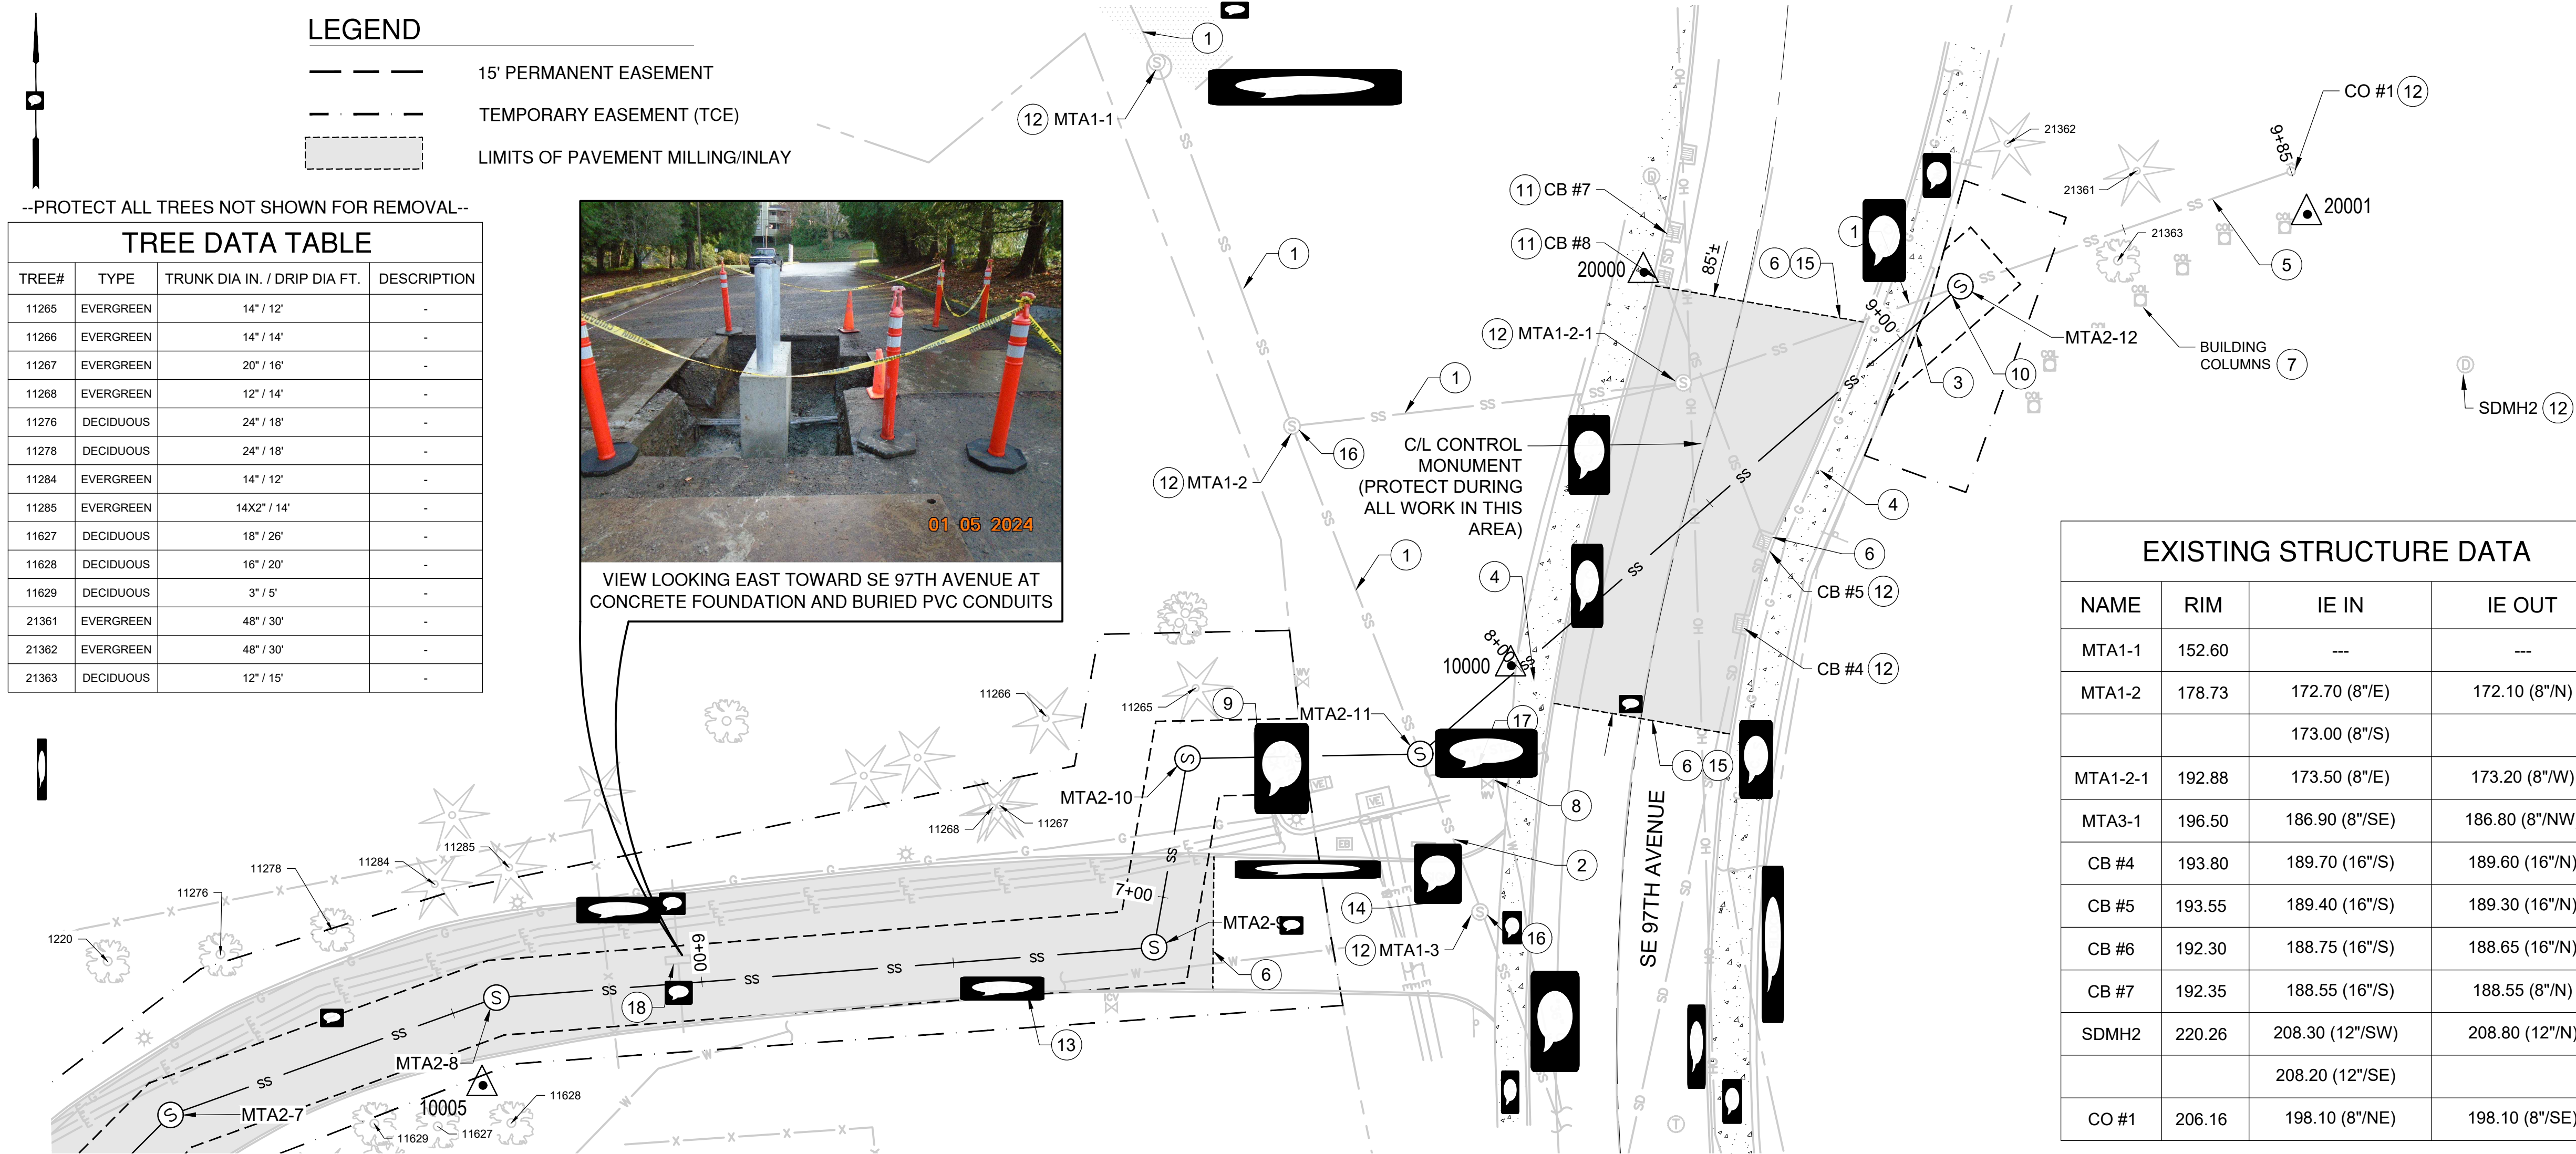 LEGEND
15' PERMANENT EASEMENT
TEMPORARY EASEMENT (TCE)
LIMITS OF PAVEMENT MILLING/INLAY
--PROTECT ALL TREES NOT SHOWN FOR REMOVAL--
TREE DATA TABLE
TREE# TYPE TRUNK DIA IN. / DRIP DIA FT. DESCRIPTION
11265 EVERGREEN 14" / 12' -
11266 EVERGREEN 14" / 14' -
11267 EVERGREEN 20" / 16' -
11268 EVERGREEN 12" / 14' -
11276 DECIDUOUS 24" / 18' -
11278 DECIDUOUS 24" / 18' -
11284 EVERGREEN 14" / 12' -
11285 EVERGREEN 14X2" / 14' -
11627 DECIDUOUS 18" / 26' -
11628 DECIDUOUS 16" / 20' -
11629 DECIDUOUS 3" / 5' -
21361 EVERGREEN 48" / 30' -
21362 EVERGREEN 48" / 30' -
21363 DECIDUOUS 12" / 15' -
01 05 2024
VIEW LOOKING EAST TOWARD SE 97TH AVENUE AT
CONCRETE FOUNDATION AND BURIED PVC CONDUITS
1
12 MTA1-1
1
1
12 MTA1-2
16
1
11 CB #7
11 CB #8
20000
85'±
6 15
12 MTA1-2-1
C/L CONTROL
MONUMENT
(PROTECT DURING
ALL WORK IN THIS
AREA)
4
10000
8+00
9+00
1
21362
21361
21363
CO #1 12
9+85
20001
5
MTA2-12
10
3
BUILDING
COLUMNS 7
SDMH2 12
4
6
CB #5 12
CB #4 12
6 15
17
8
2
SE 97TH AVENUE
MTA2-11
9
11265
11266
MTA2-10
11268
11267
7+00
6
14
12 MTA1-3
16
13
6+00
18
MTA2-8
10005
MTA2-7
11285
11284
11278
11276
1220
11628
11627
11629
EXISTING STRUCTURE DATA
NAME RIM IE IN IE OUT
MTA1-1 152.60 --- ---
MTA1-2 178.73 172.70 (8"/E) 172.10 (8"/N)
173.00 (8"/S)
MTA1-2-1 192.88 173.50 (8"/E) 173.20 (8"/W)
MTA3-1 196.50 186.90 (8"/SE) 186.80 (8"/NW
CB #4 193.80 189.70 (16"/S) 189.60 (16"/N)
CB #5 193.55 189.40 (16"/S) 189.30 (16"/N)
CB #6 192.30 188.75 (16"/S) 188.65 (16"/N)
CB #7 192.35 188.55 (16"/S) 188.55 (8"/N)
SDMH2 220.26 208.30 (12"/SW) 208.80 (12"/N)
208.20 (12"/SE)
CO #1 206.16 198.10 (8"/NE) 198.10 (8"/SE)